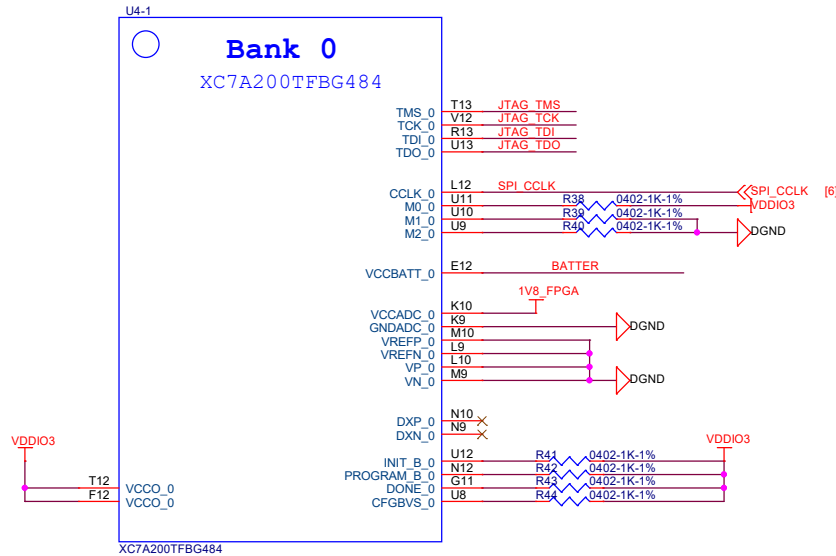 U4-1
Bank 0
XC7A200TFBG484
TMS_0 T13 JTAG_TMS
TCK_0 V12 JTAG_TCK
TDI_0 R13 JTAG_TDI
TDO_0 U13 JTAG_TDO
CCLK_0 L12 SPI_CCLK SPI_CCLK [6]
M0_0 U11 R38 0402-1K-1% VDDIO3
M1_0 U10 R39 0402-1K-1%
M2_0 U9 R40 0402-1K-1% DGND
VCCBATT_0 E12 BATTER
1V8_FPGA
VCCADC_0 K10
GNDADC_0 K9 DGND
VREFP_0 M10
VREFN_0 L9
VP_0 L10
VN_0 M9 DGND
DXP_0 N10
DXN_0 N9
VDDIO3 VDDIO3
INIT_B_0 U12 R41 0402-1K-1%
PROGRAM_B_0 N12 R42 0402-1K-1%
T12 VCCO_0 DONE_0 G11 R43 0402-1K-1%
F12 VCCO_0 CFGBVS_0 U8 R44 0402-1K-1%
XC7A200TFBG484